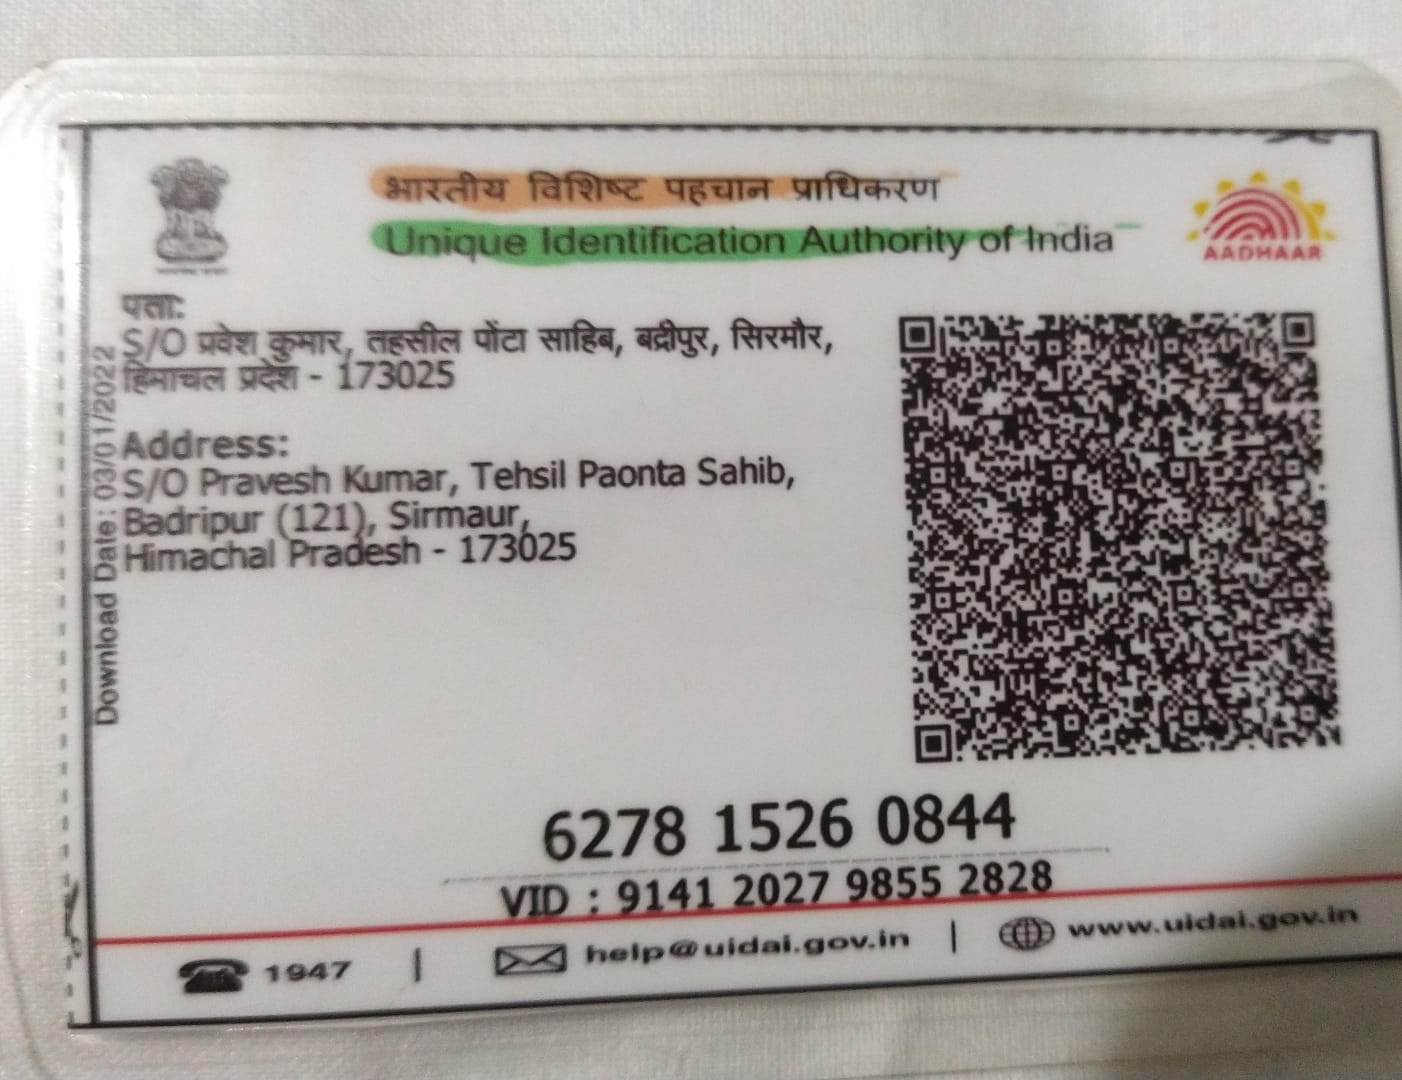 भारतीय विशिष्ट पहचान प्राधिकरण
Unique Identification Authority of India
AADHAAR
पता:
S/O प्रवेश कुमार, तहसील पोंटा साहिब, बद्रीपुर, सिरमौर,
हिमाचल प्रदेश - 173025
Address:
S/O Pravesh Kumar, Tehsil Paonta Sahib,
Badripur (121), Sirmaur,
Himachal Pradesh - 173025
Download Date: 03/01/2022
6278 1526 0844
VID : 9141 2027 9855 2828
1947 | help@uidai.gov.in | www.uidai.gov.in